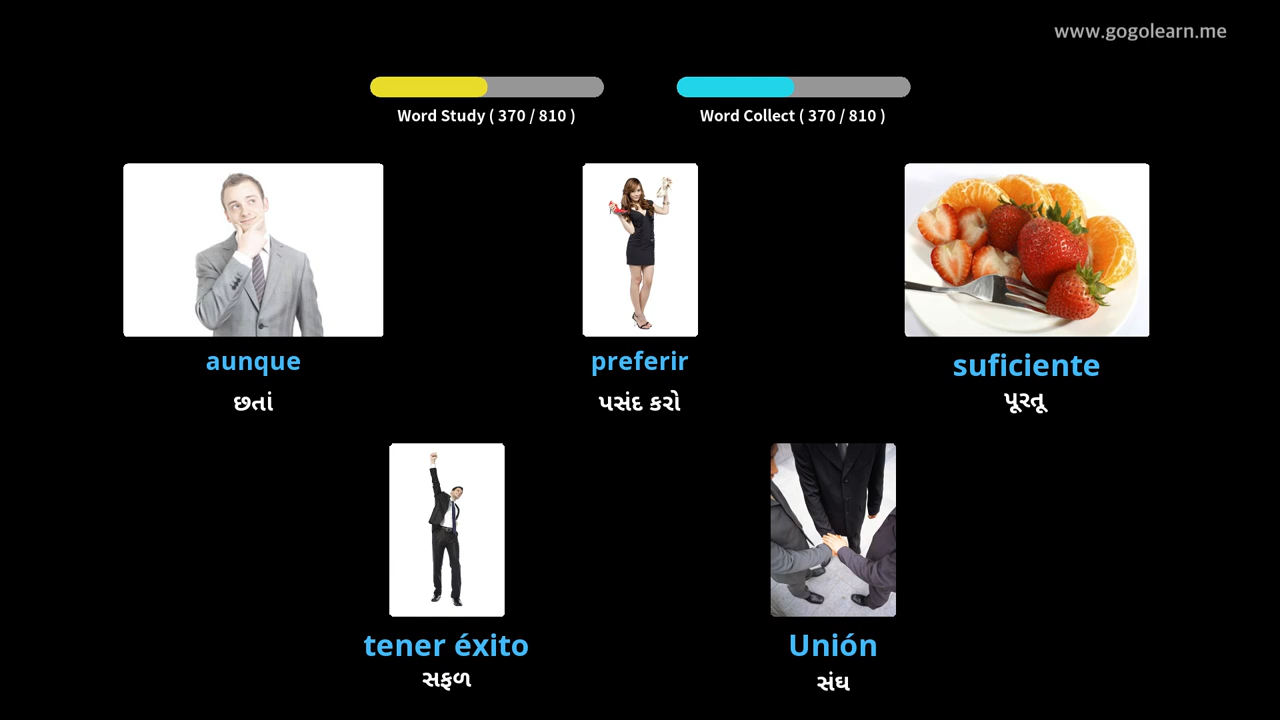 www.gogolearn.me
Word Study ( 370 / 810 )
Word Collect ( 370 / 810 )
aunque
છતાં
preferir
પસંદ કરો
suficiente
પૂરતૂ
tener éxito
સફળ
Unión
સંઘ